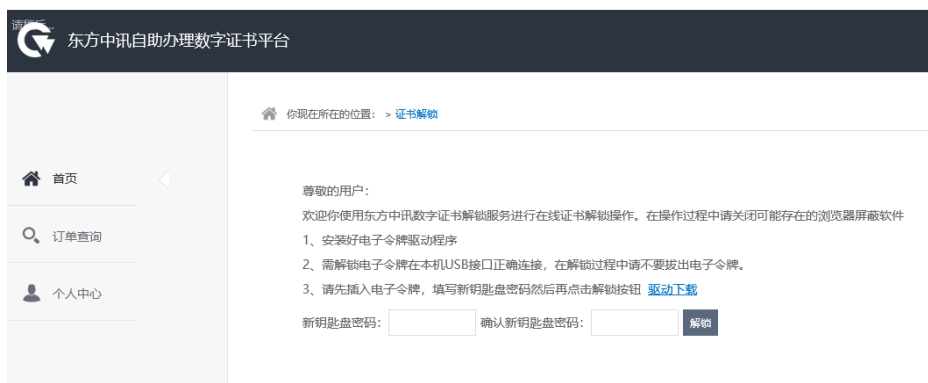 请稍后...
东方中讯自助办理数字证书平台
你现在所在的位置： > 证书解锁
首页
订单查询
个人中心
尊敬的用户：
欢迎你使用东方中讯数字证书解锁服务进行在线证书解锁操作。在操作过程中请关闭可能存在的浏览器屏蔽软件
1、安装好电子令牌驱动程序
2、需解锁电子令牌在本机USB接口正确连接，在解锁过程中请不要拔出电子令牌。
3、请先插入电子令牌，填写新钥匙盘密码然后再点击解锁按钮 驱动下载
新钥匙盘密码： 确认新钥匙盘密码： 解锁